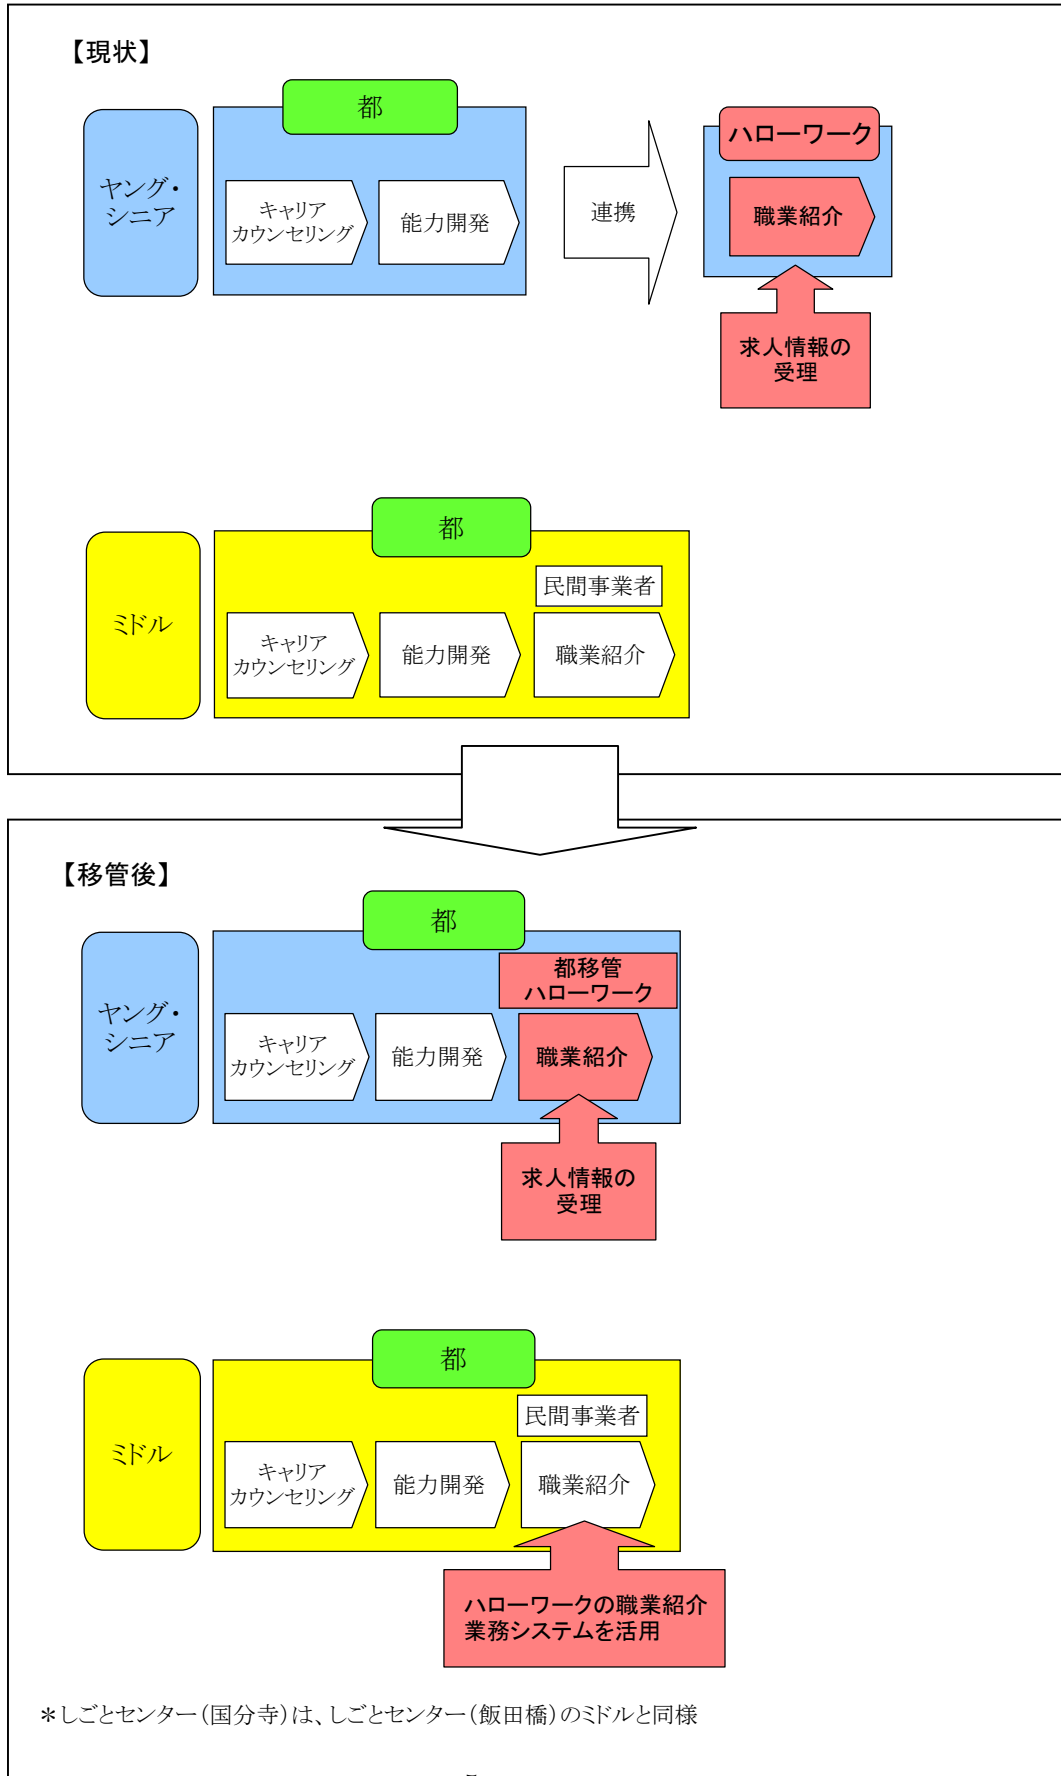 【現状】
都
ハローワーク
ヤング・
シニア
キャリア
カウンセリング
能力開発
連携
職業紹介
求人情報の
受理
都
民間事業者
ミドル
キャリア
カウンセリング
能力開発
職業紹介
【移管後】
都
都移管
ハローワーク
ヤング・
シニア
キャリア
カウンセリング
能力開発
職業紹介
求人情報の
受理
都
民間事業者
ミドル
キャリア
カウンセリング
能力開発
職業紹介
ハローワークの職業紹介
業務システムを活用
＊しごとセンター（国分寺）は、しごとセンター（飯田橋）のミドルと同様